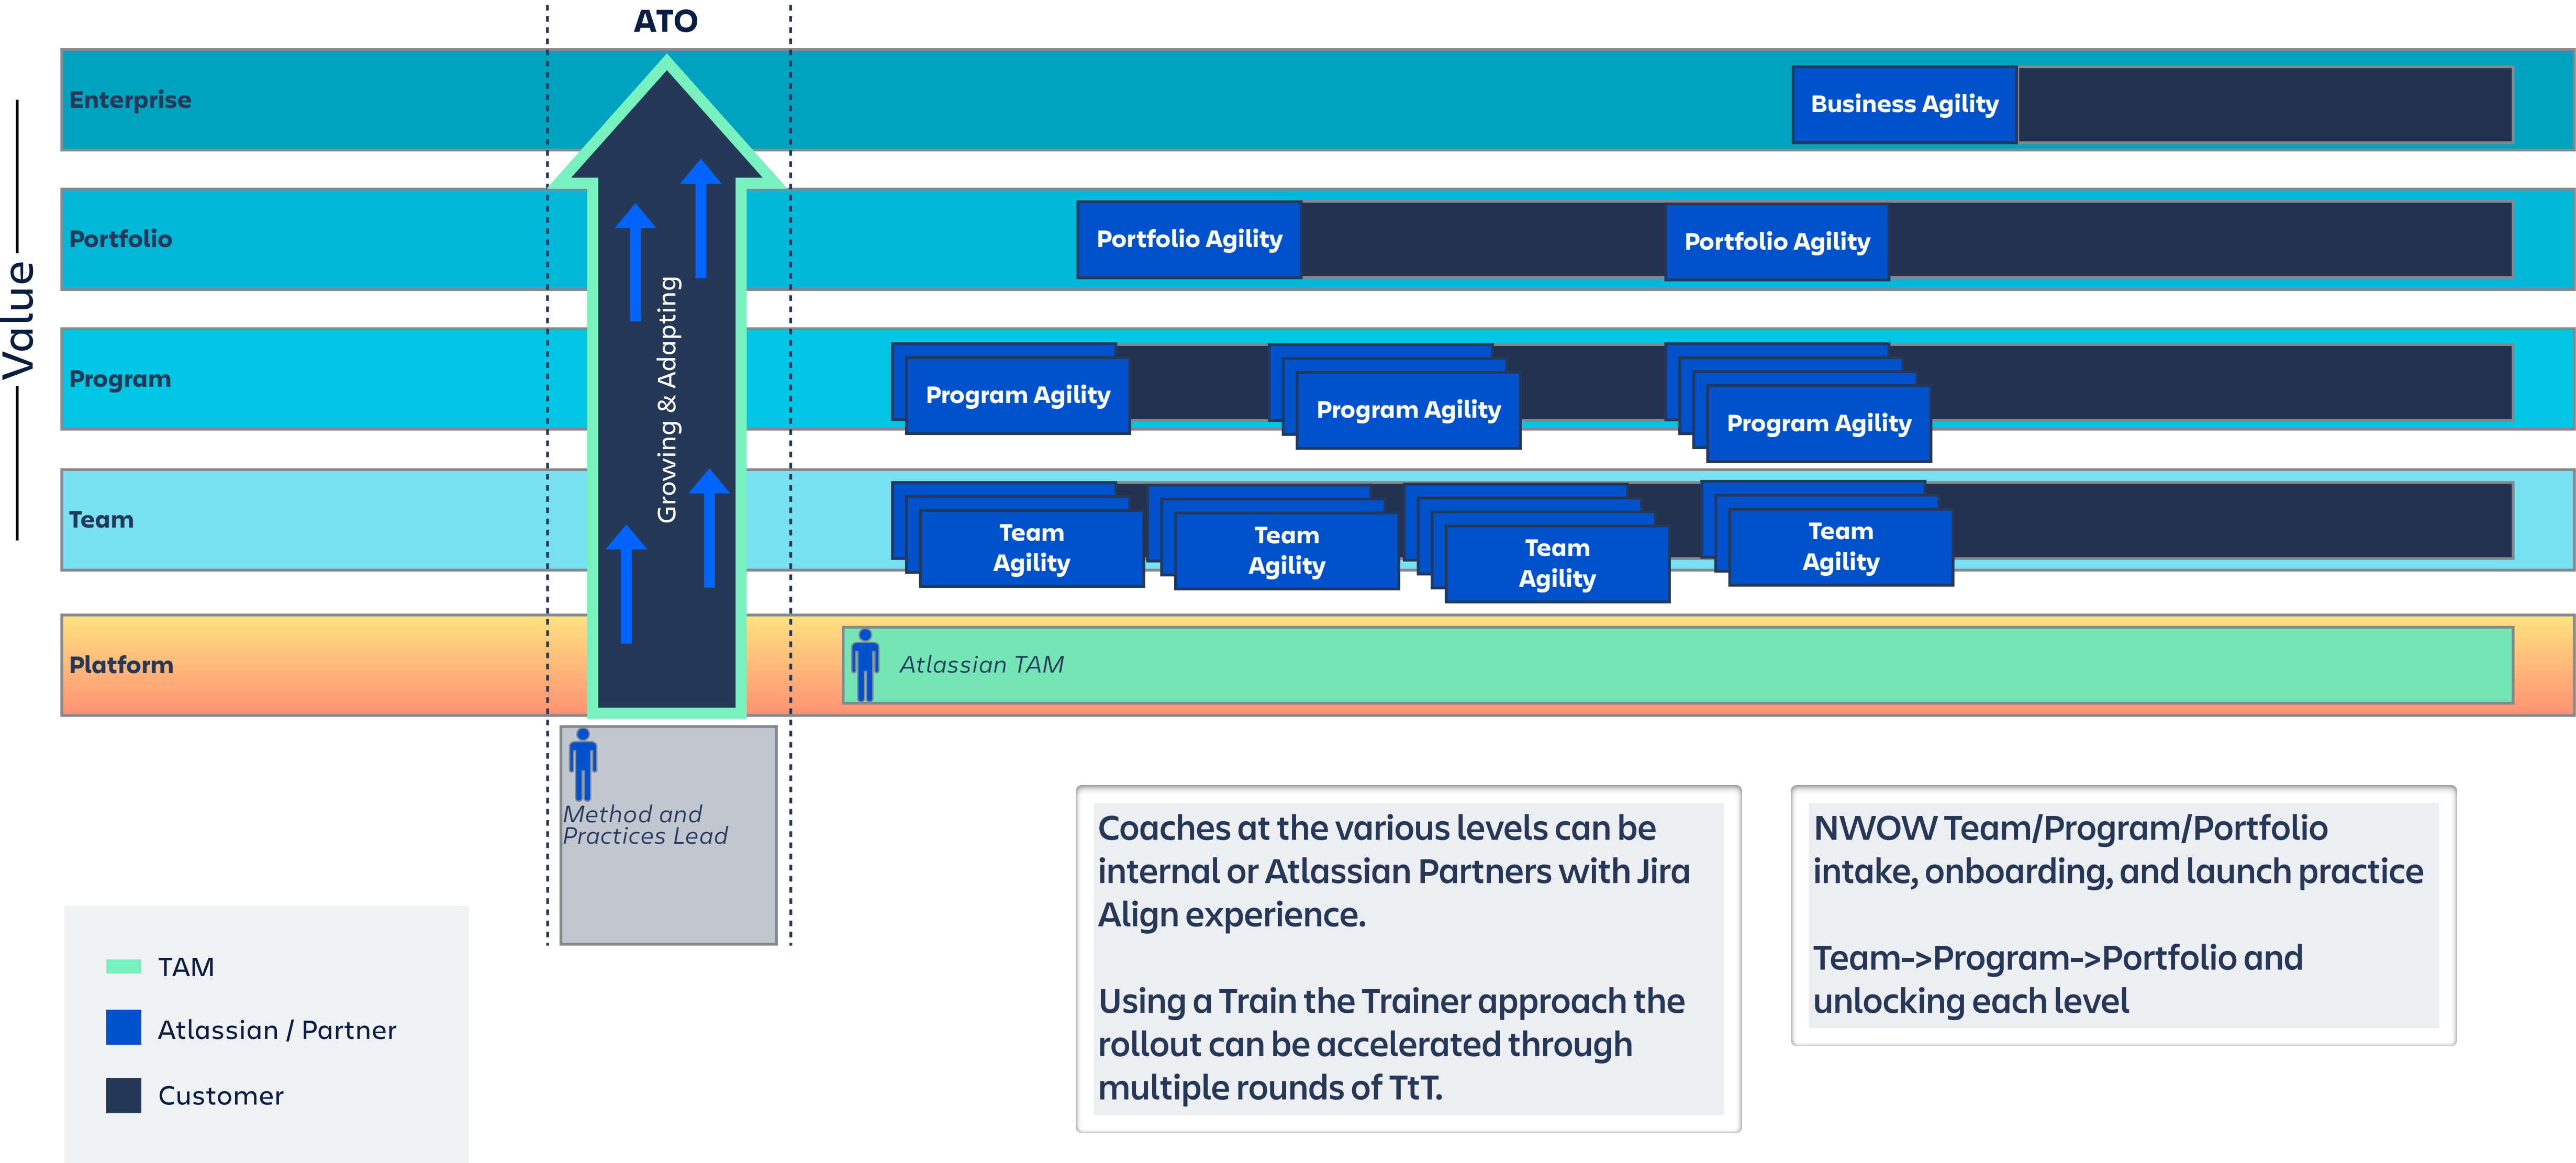 ATO
Enterprise
Business Agility
Value
Portfolio
Portfolio Agility
Portfolio Agility
Growing & Adapting
Program
Program Agility
Program Agility
Program Agility
Team
Team
Agility
Team
Agility
Team
Agility
Team
Agility
Platform
Atlassian TAM
Method and
Practices Lead
TAM
Atlassian / Partner
Customer
Coaches at the various levels can be
internal or Atlassian Partners with Jira
Align experience.
Using a Train the Trainer approach the
rollout can be accelerated through
multiple rounds of TtT.
NWOW Team/Program/Portfolio
intake, onboarding, and launch practice
Team->Program->Portfolio and
unlocking each level